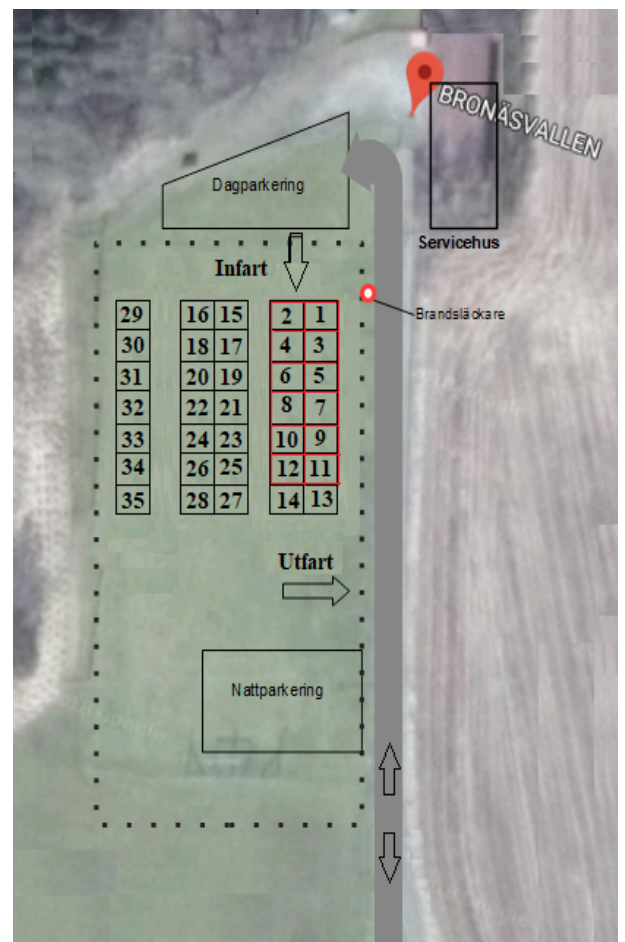 BRONÄSVALLEN
Dagparkering
Servicehus
Infart
Brandsläckare
29 16 15 2 1
30 18 17 4 3
31 20 19 6 5
32 22 21 8 7
33 24 23 10 9
34 26 25 12 11
35 28 27 14 13
Utfart
Nattparkering